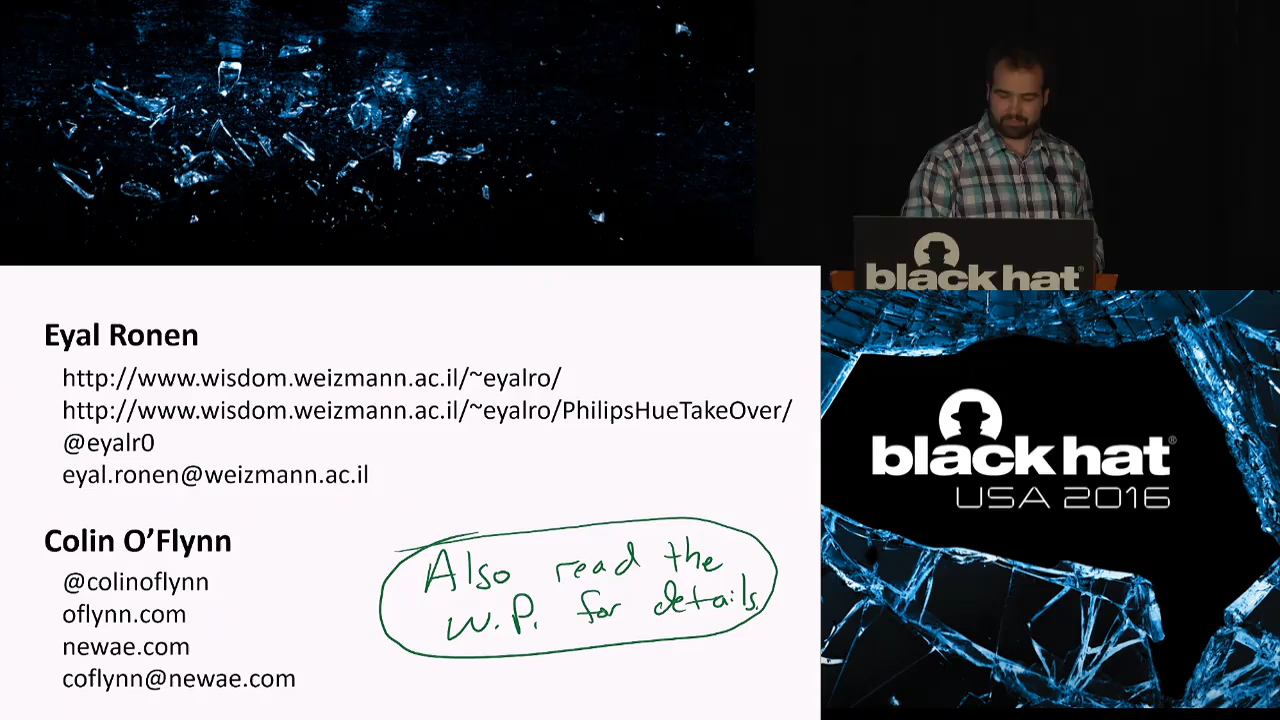 black hat®
Eyal Ronen
http://www.wisdom.weizmann.ac.il/~eyalro/
http://www.wisdom.weizmann.ac.il/~eyalro/PhilipsHueTakeOver/
@eyalr0
eyal.ronen@weizmann.ac.il
Colin O’Flynn
@colinoflynn
oflynn.com
newae.com
coflynn@newae.com
Also read the
W.P. for details.
black hat®
USA 2016